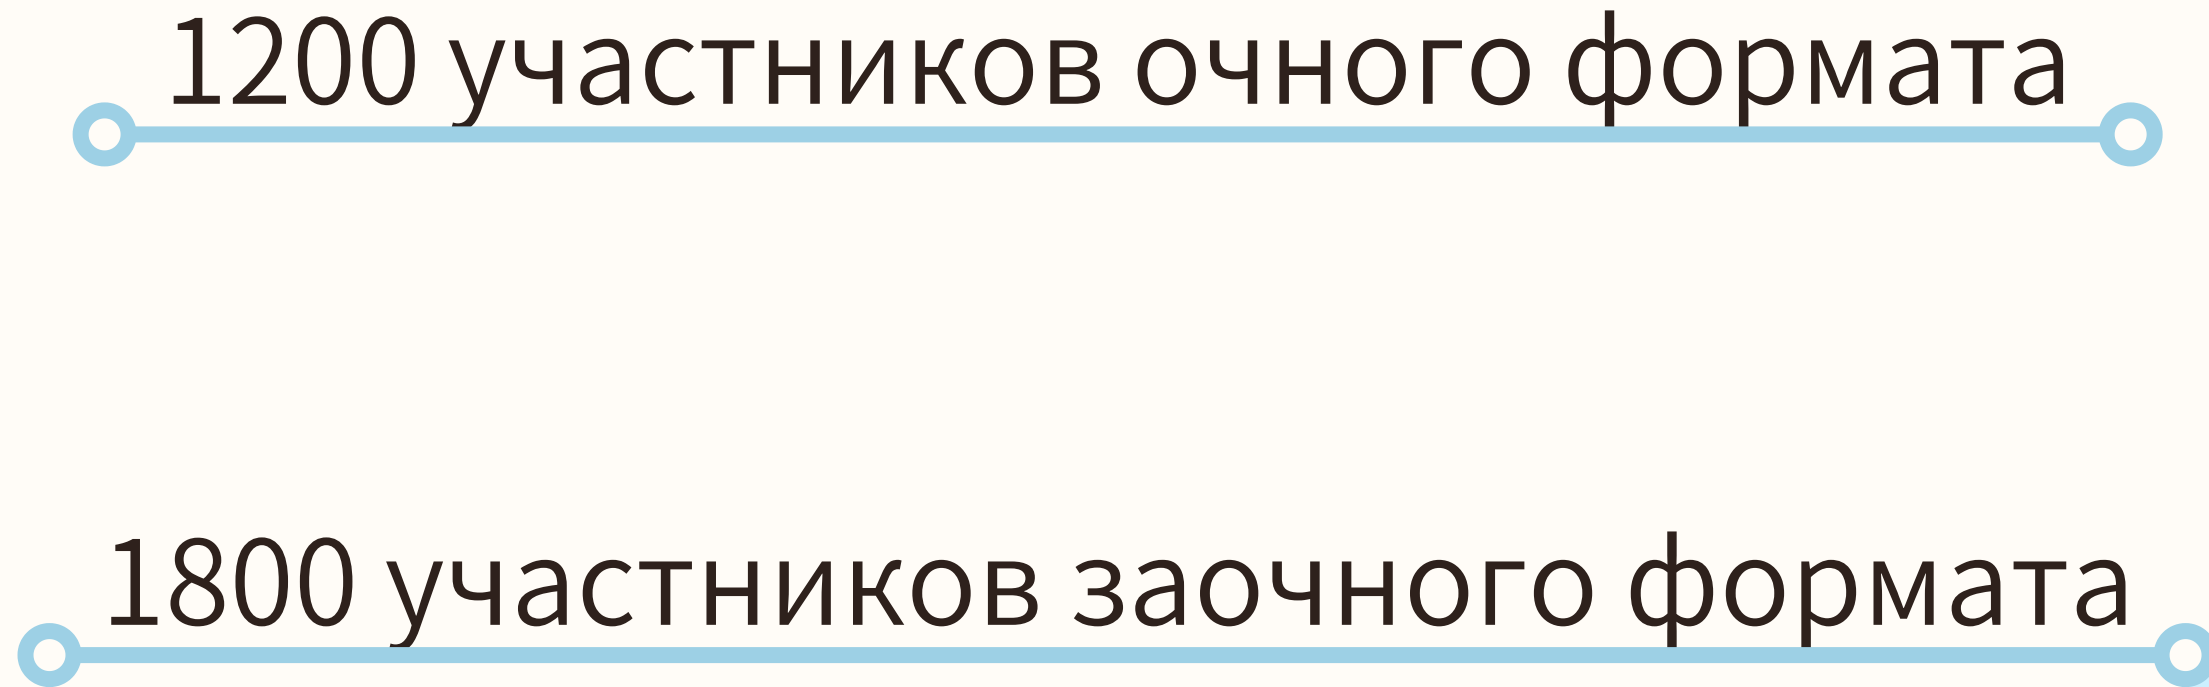 1200 участников очного формата
1800 участников заочного формата